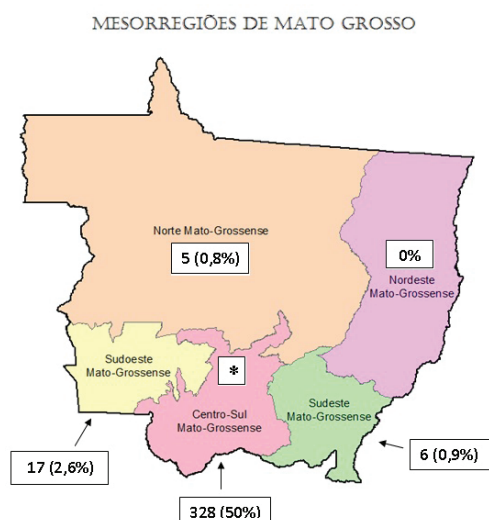 MESORREGIÕES DE MATO GROSSO
Norte Mato-Grossense
5 (0,8%)
0%
Nordeste
Mato-Grossense
Sudoeste
Mato-Grossense
*
Centro-Sul
Mato-Grossense
Sudeste
Mato-Grossense
17 (2,6%)
6 (0,9%)
328 (50%)